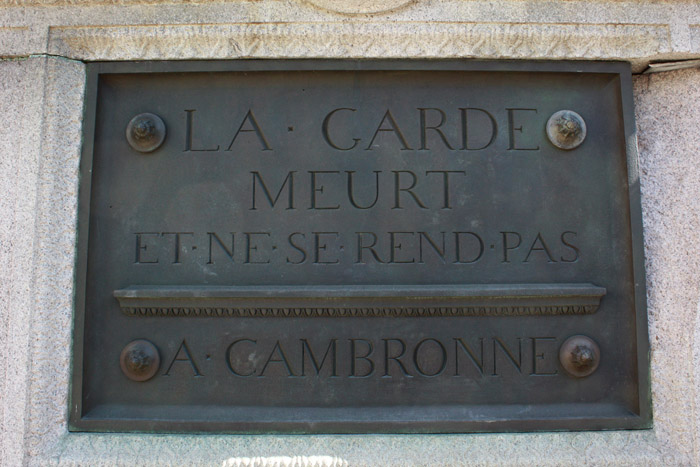 LA · GARDE
MEURT
ET · NE · SE · REND · PAS
A · CAMBRONNE